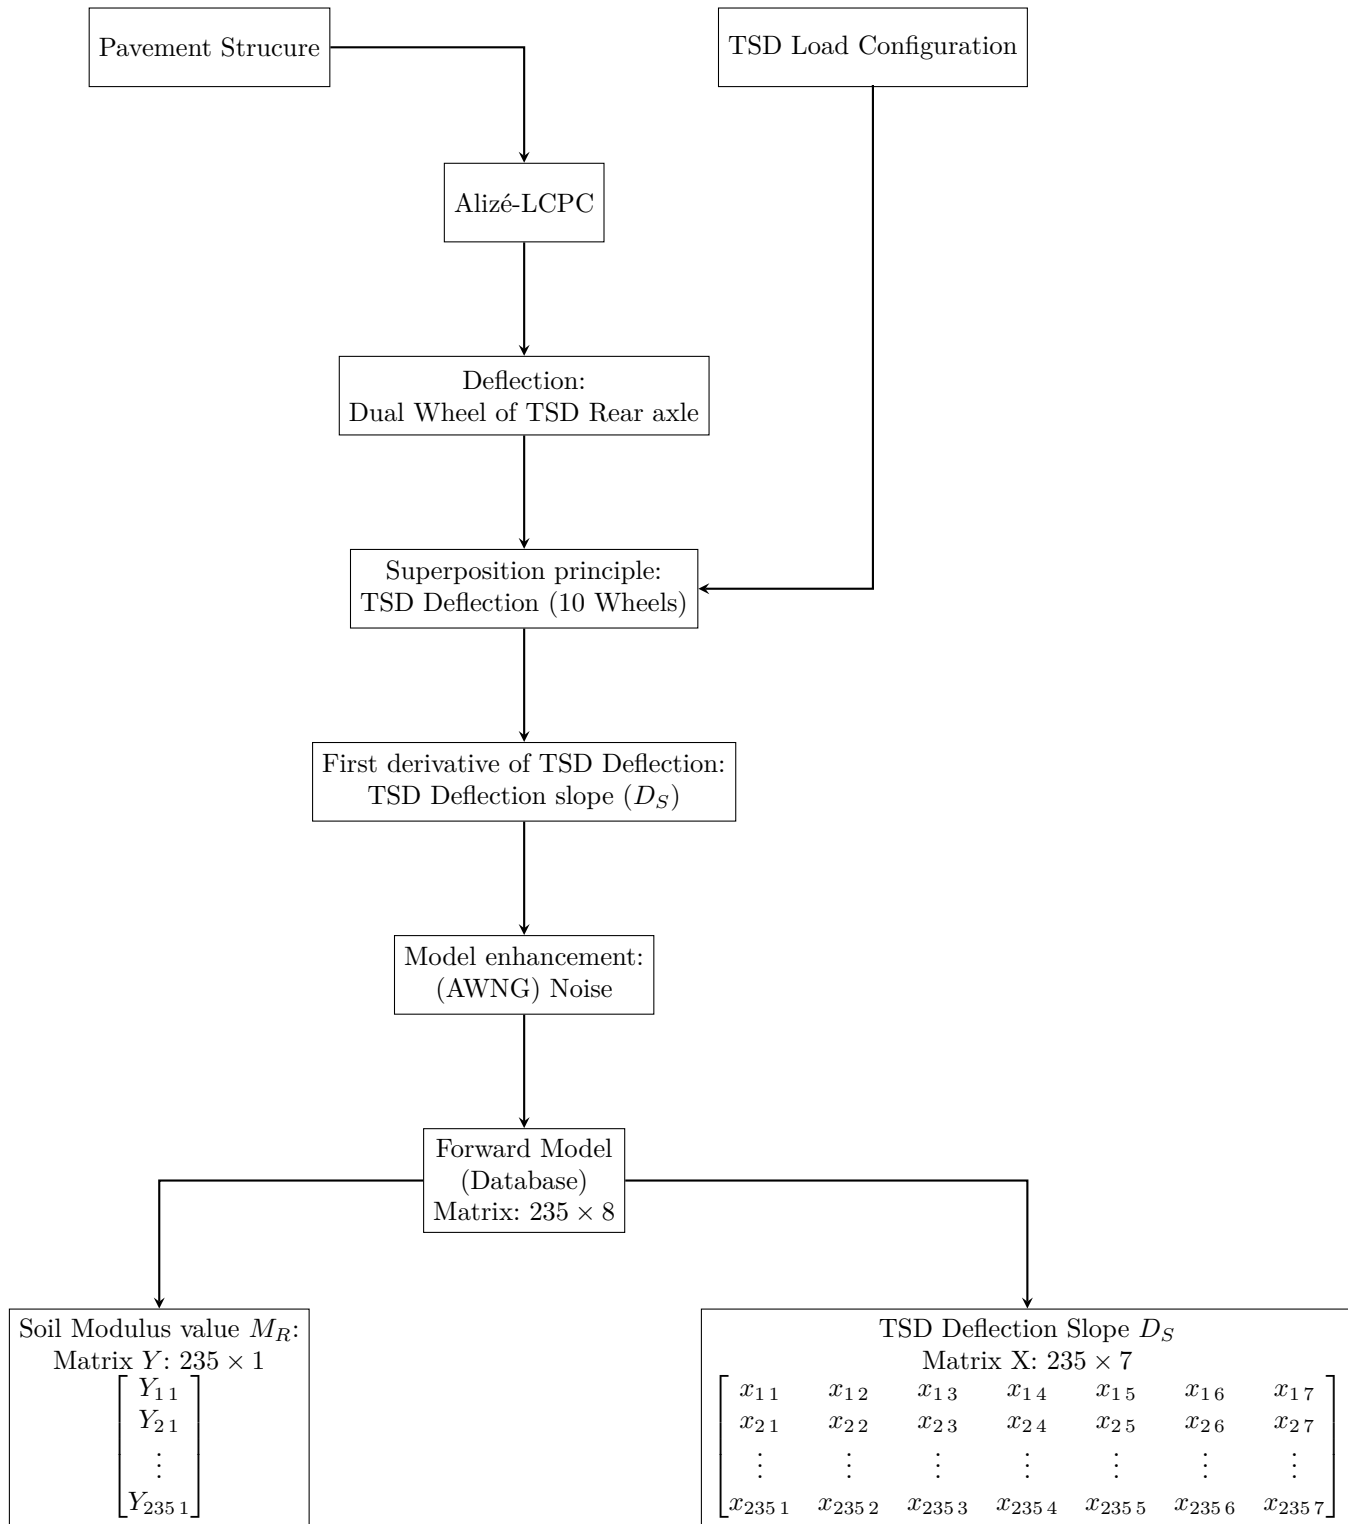 Pavement Strucure
TSD Load Configuration
Alizé-LCPC
Deflection:
Dual Wheel of TSD Rear axle
Superposition principle:
TSD Deflection (10 Wheels)
First derivative of TSD Deflection:
TSD Deflection slope (D_S)
Model enhancement:
(AWNG) Noise
Forward Model
(Database)
Matrix: 235 × 8
Soil Modulus value M_R:
Matrix Y: 235 × 1
[Y_{1 1}
Y_{2 1}
⋮
Y_{235 1}]
TSD Deflection Slope D_S
Matrix X: 235 × 7
[x_{1 1} x_{1 2} x_{1 3} x_{1 4} x_{1 5} x_{1 6} x_{1 7}
x_{2 1} x_{2 2} x_{2 3} x_{2 4} x_{2 5} x_{2 6} x_{2 7}
⋮ ⋮ ⋮ ⋮ ⋮ ⋮ ⋮
x_{235 1} x_{235 2} x_{235 3} x_{235 4} x_{235 5} x_{235 6} x_{235 7}]